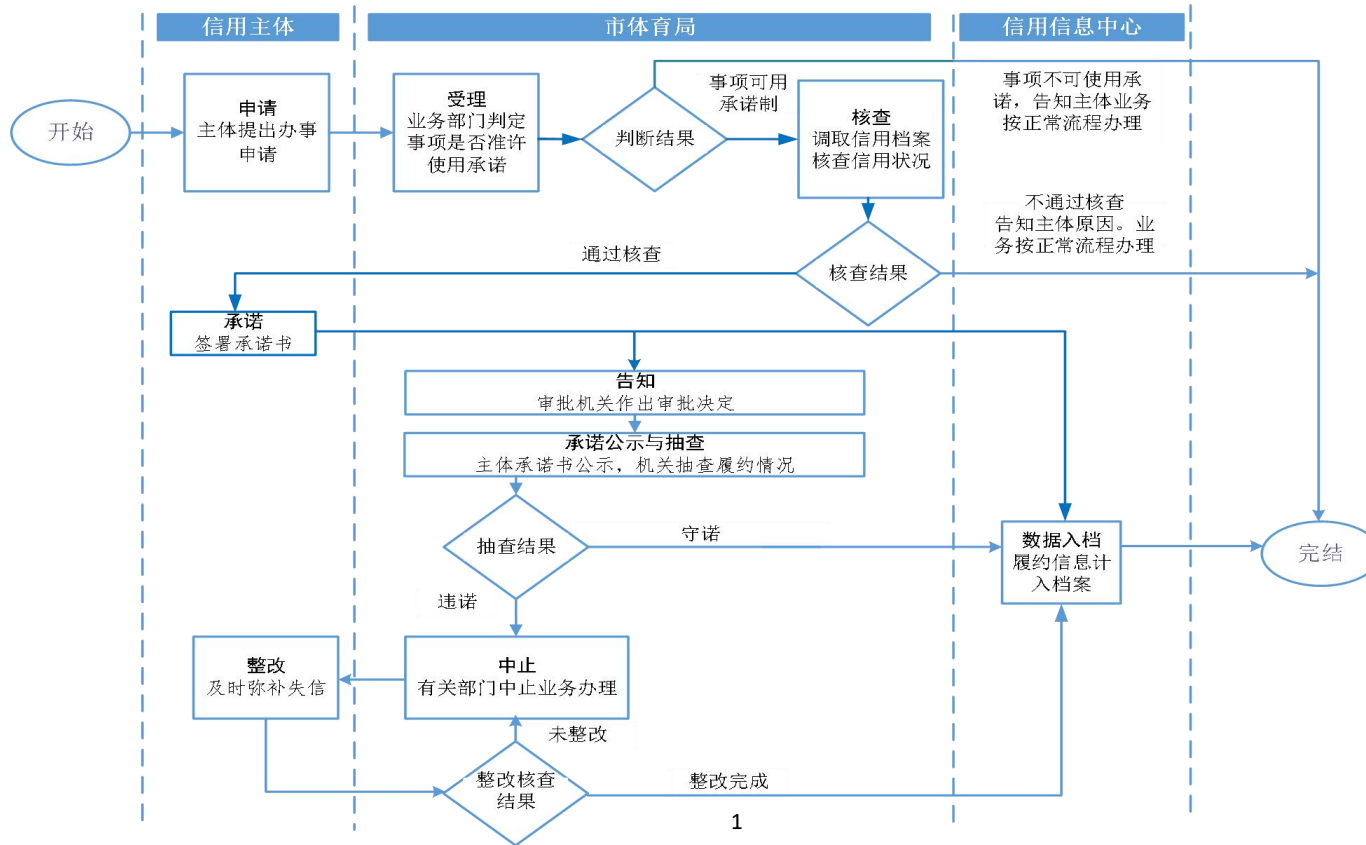 信用主体
市体育局
信用信息中心
开始
申请
主体提出办事
申请
受理
业务部门判定
事项是否准许
使用承诺
判断结果
事项可用
承诺制
核查
调取信用档案
核查信用状况
事项不可使用承
诺，告知主体业务
按正常流程办理
不通过核查
告知主体原因。业
务按正常流程办理
通过核查
核查结果
承诺
签署承诺书
告知
审批机关作出审批决定
承诺公示与抽查
主体承诺书公示，机关抽查履约情况
抽查结果
守诺
数据入档
履约信息计
入档案
完结
违诺
整改
及时弥补失信
中止
有关部门中止业务办理
未整改
整改核查
结果
整改完成
1